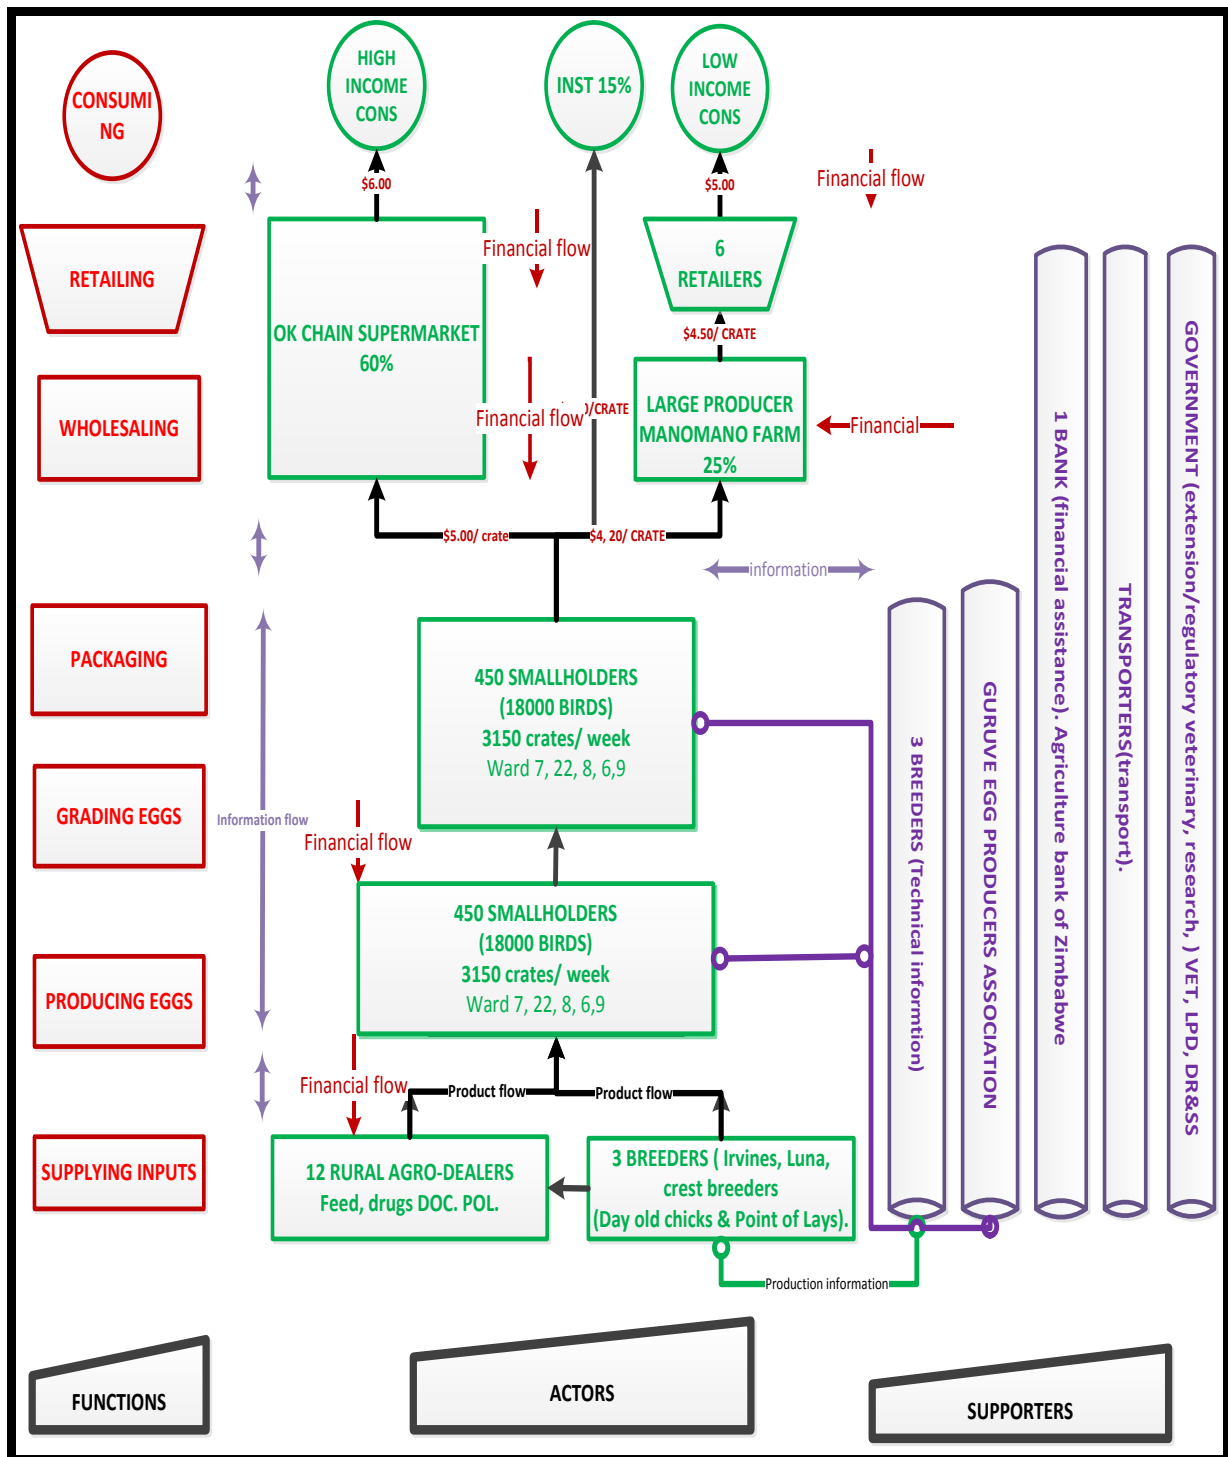 CONSUMI
NG
HIGH
INCOME
CONS
INST 15%
LOW
INCOME
CONS
$6.00
$5.00
Financial flow
RETAILING
OK CHAIN SUPERMARKET
60%
Financial flow
6
RETAILERS
$4.50/ CRATE
WHOLESALING
Financial flow
/CRATE
LARGE PRODUCER
MANOMANO FARM
25%
Financial
$5.00/ crate
$4, 20/ CRATE
information
PACKAGING
450 SMALLHOLDERS
(18000 BIRDS)
3150 crates/ week
Ward 7, 22, 8, 6,9
GRADING EGGS
Information flow
Financial flow
PRODUCING EGGS
450 SMALLHOLDERS
(18000 BIRDS)
3150 crates/ week
Ward 7, 22, 8, 6,9
Financial flow
Product flow
Product flow
SUPPLYING INPUTS
12 RURAL AGRO-DEALERS
Feed, drugs DOC. POL.
3 BREEDERS ( Irvines, Luna,
crest breeders
(Day old chicks & Point of Lays).
Production information
3 BREEDERS (Technical informtion)
GURUVE EGG PRODUCERS ASSOCIATION
1 BANK (financial assistance). Agriculture bank of Zimbabwe
TRANSPORTERS(transport).
GOVERNMENT (extension/regulatory veterinary, research, ) VET, LPD, DR&SS
FUNCTIONS
ACTORS
SUPPORTERS